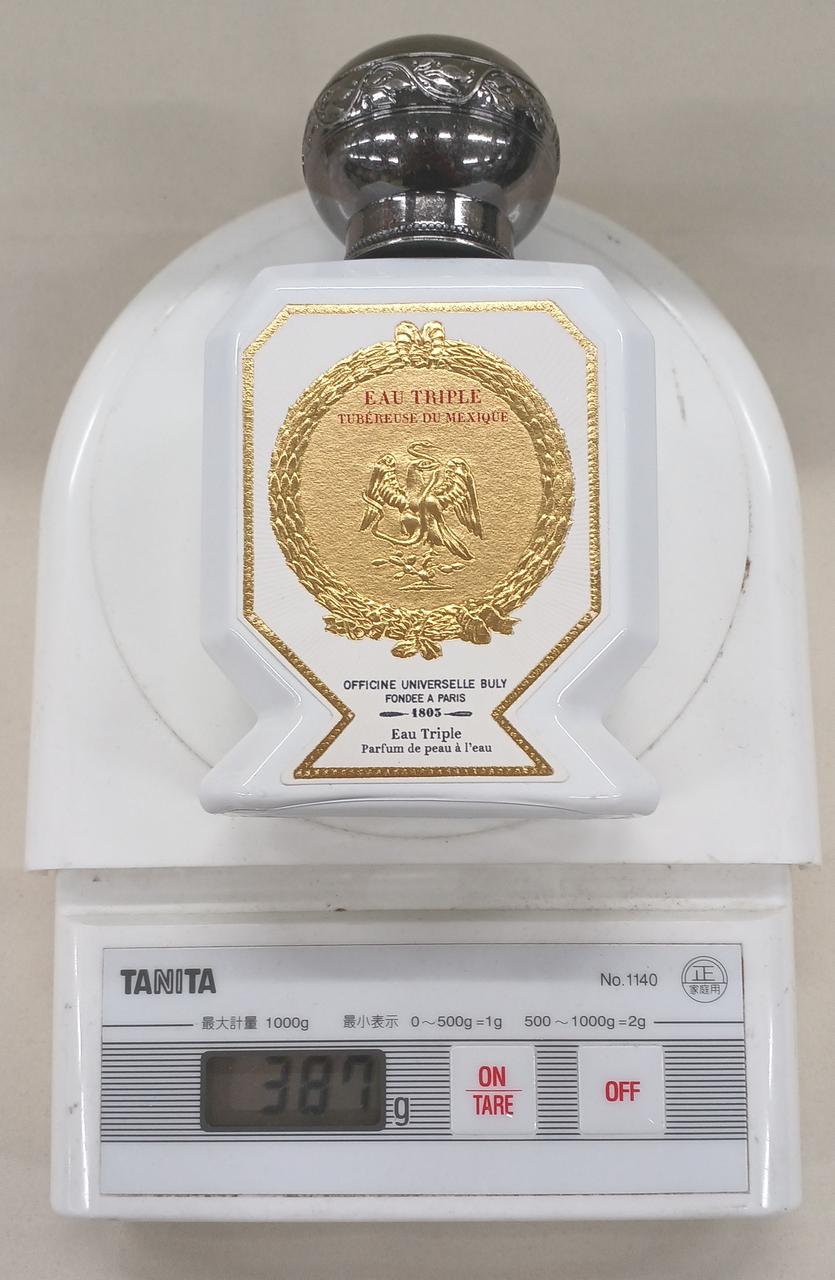 EAU TRIPLE
TUBÉREUSE DU MEXIQUE
OFFICINE UNIVERSELLE BULY
FONDEE A PARIS
1803
Eau Triple
Parfum de peau à l'eau
TANITA
No.1140
正
家庭用
最大計量 1000g 最小表示 0～500g=1g 500～1000g=2g
387 g
ON
TARE
OFF